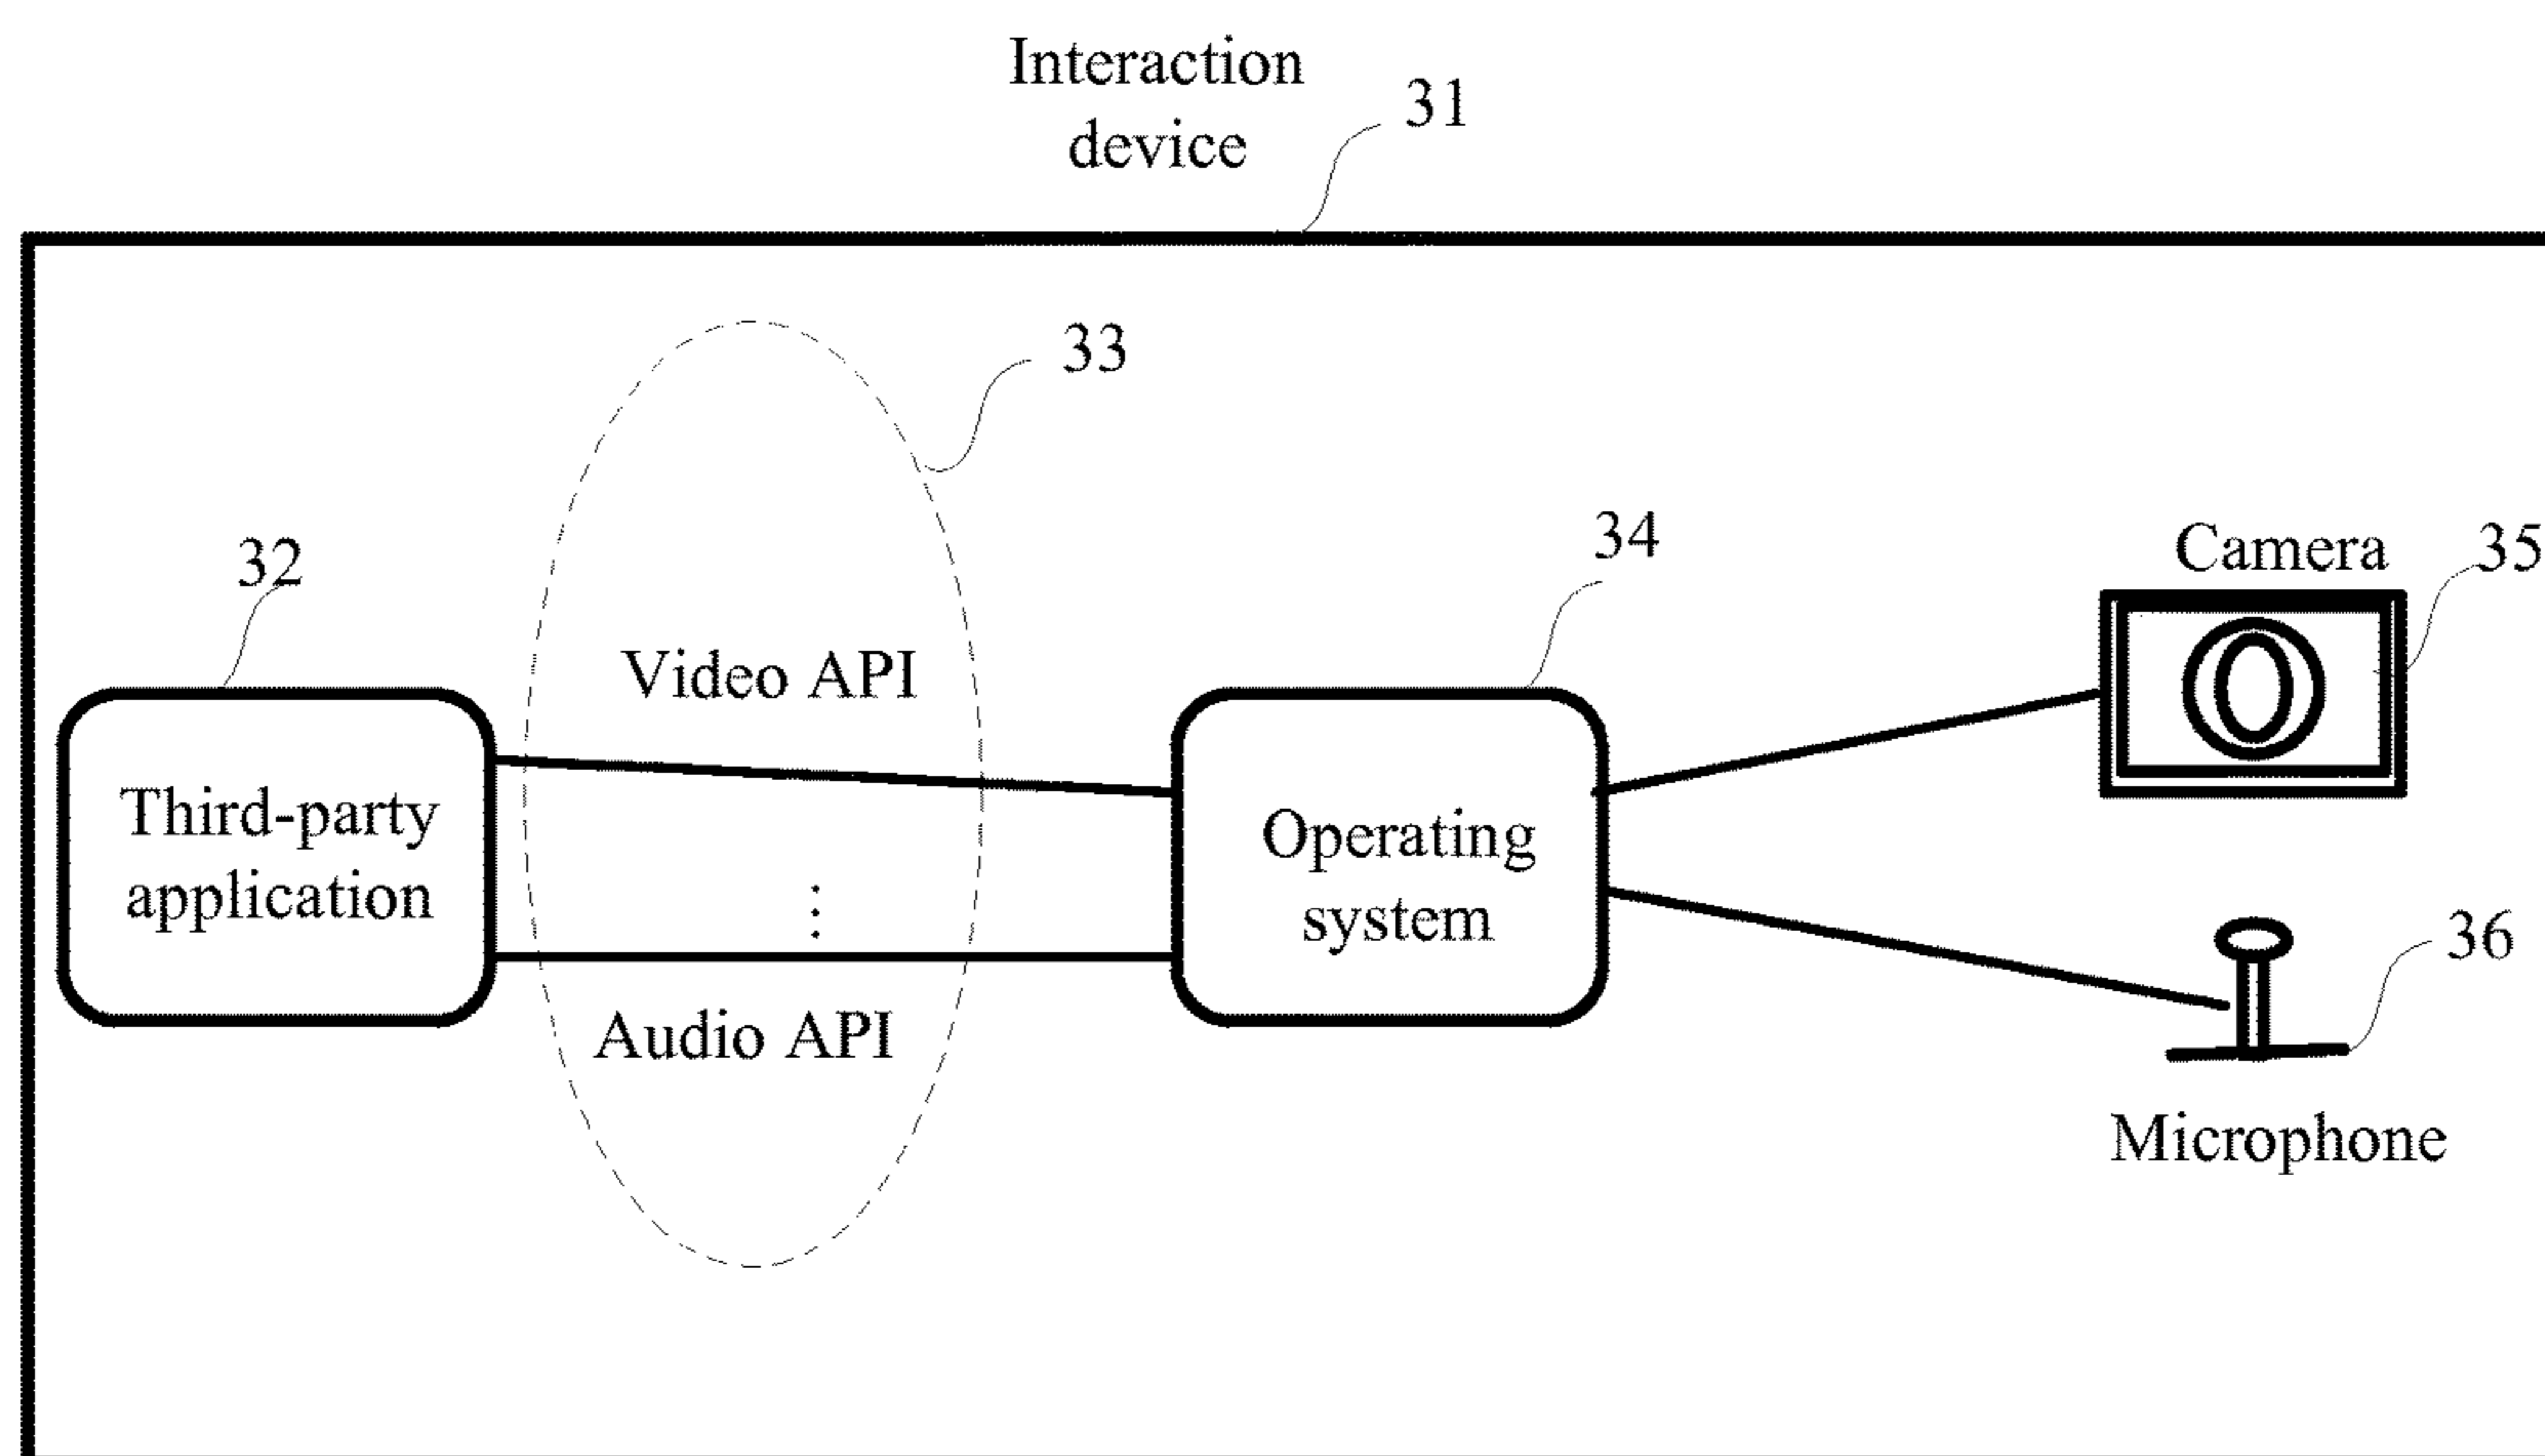 Interaction
device
31
33
32
34
Camera
35
Video API
Third-party
application
Operating
system
⋮
36
Audio API
Microphone